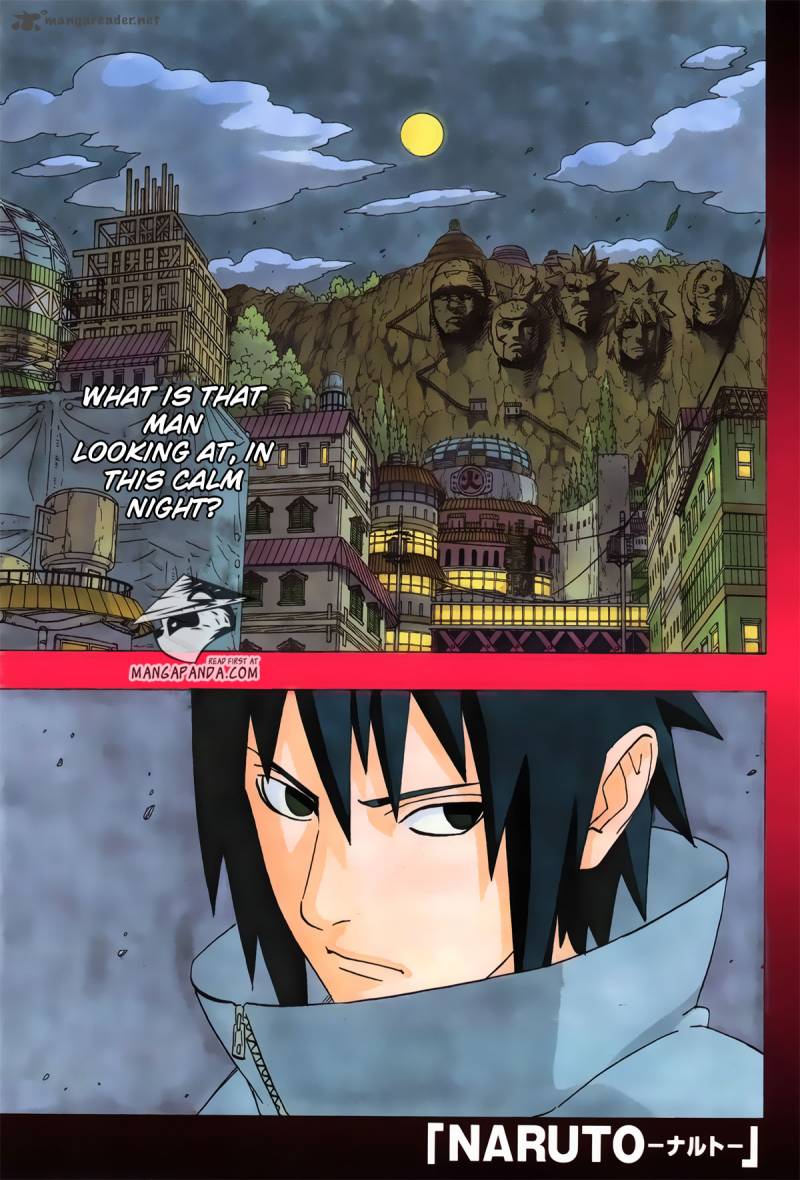 mangareader.net
WHAT IS THAT
MAN
LOOKING AT, IN
THIS CALM
NIGHT?
READ FIRST AT
MANGAPANDA.COM
「NARUTO—ナルト—」